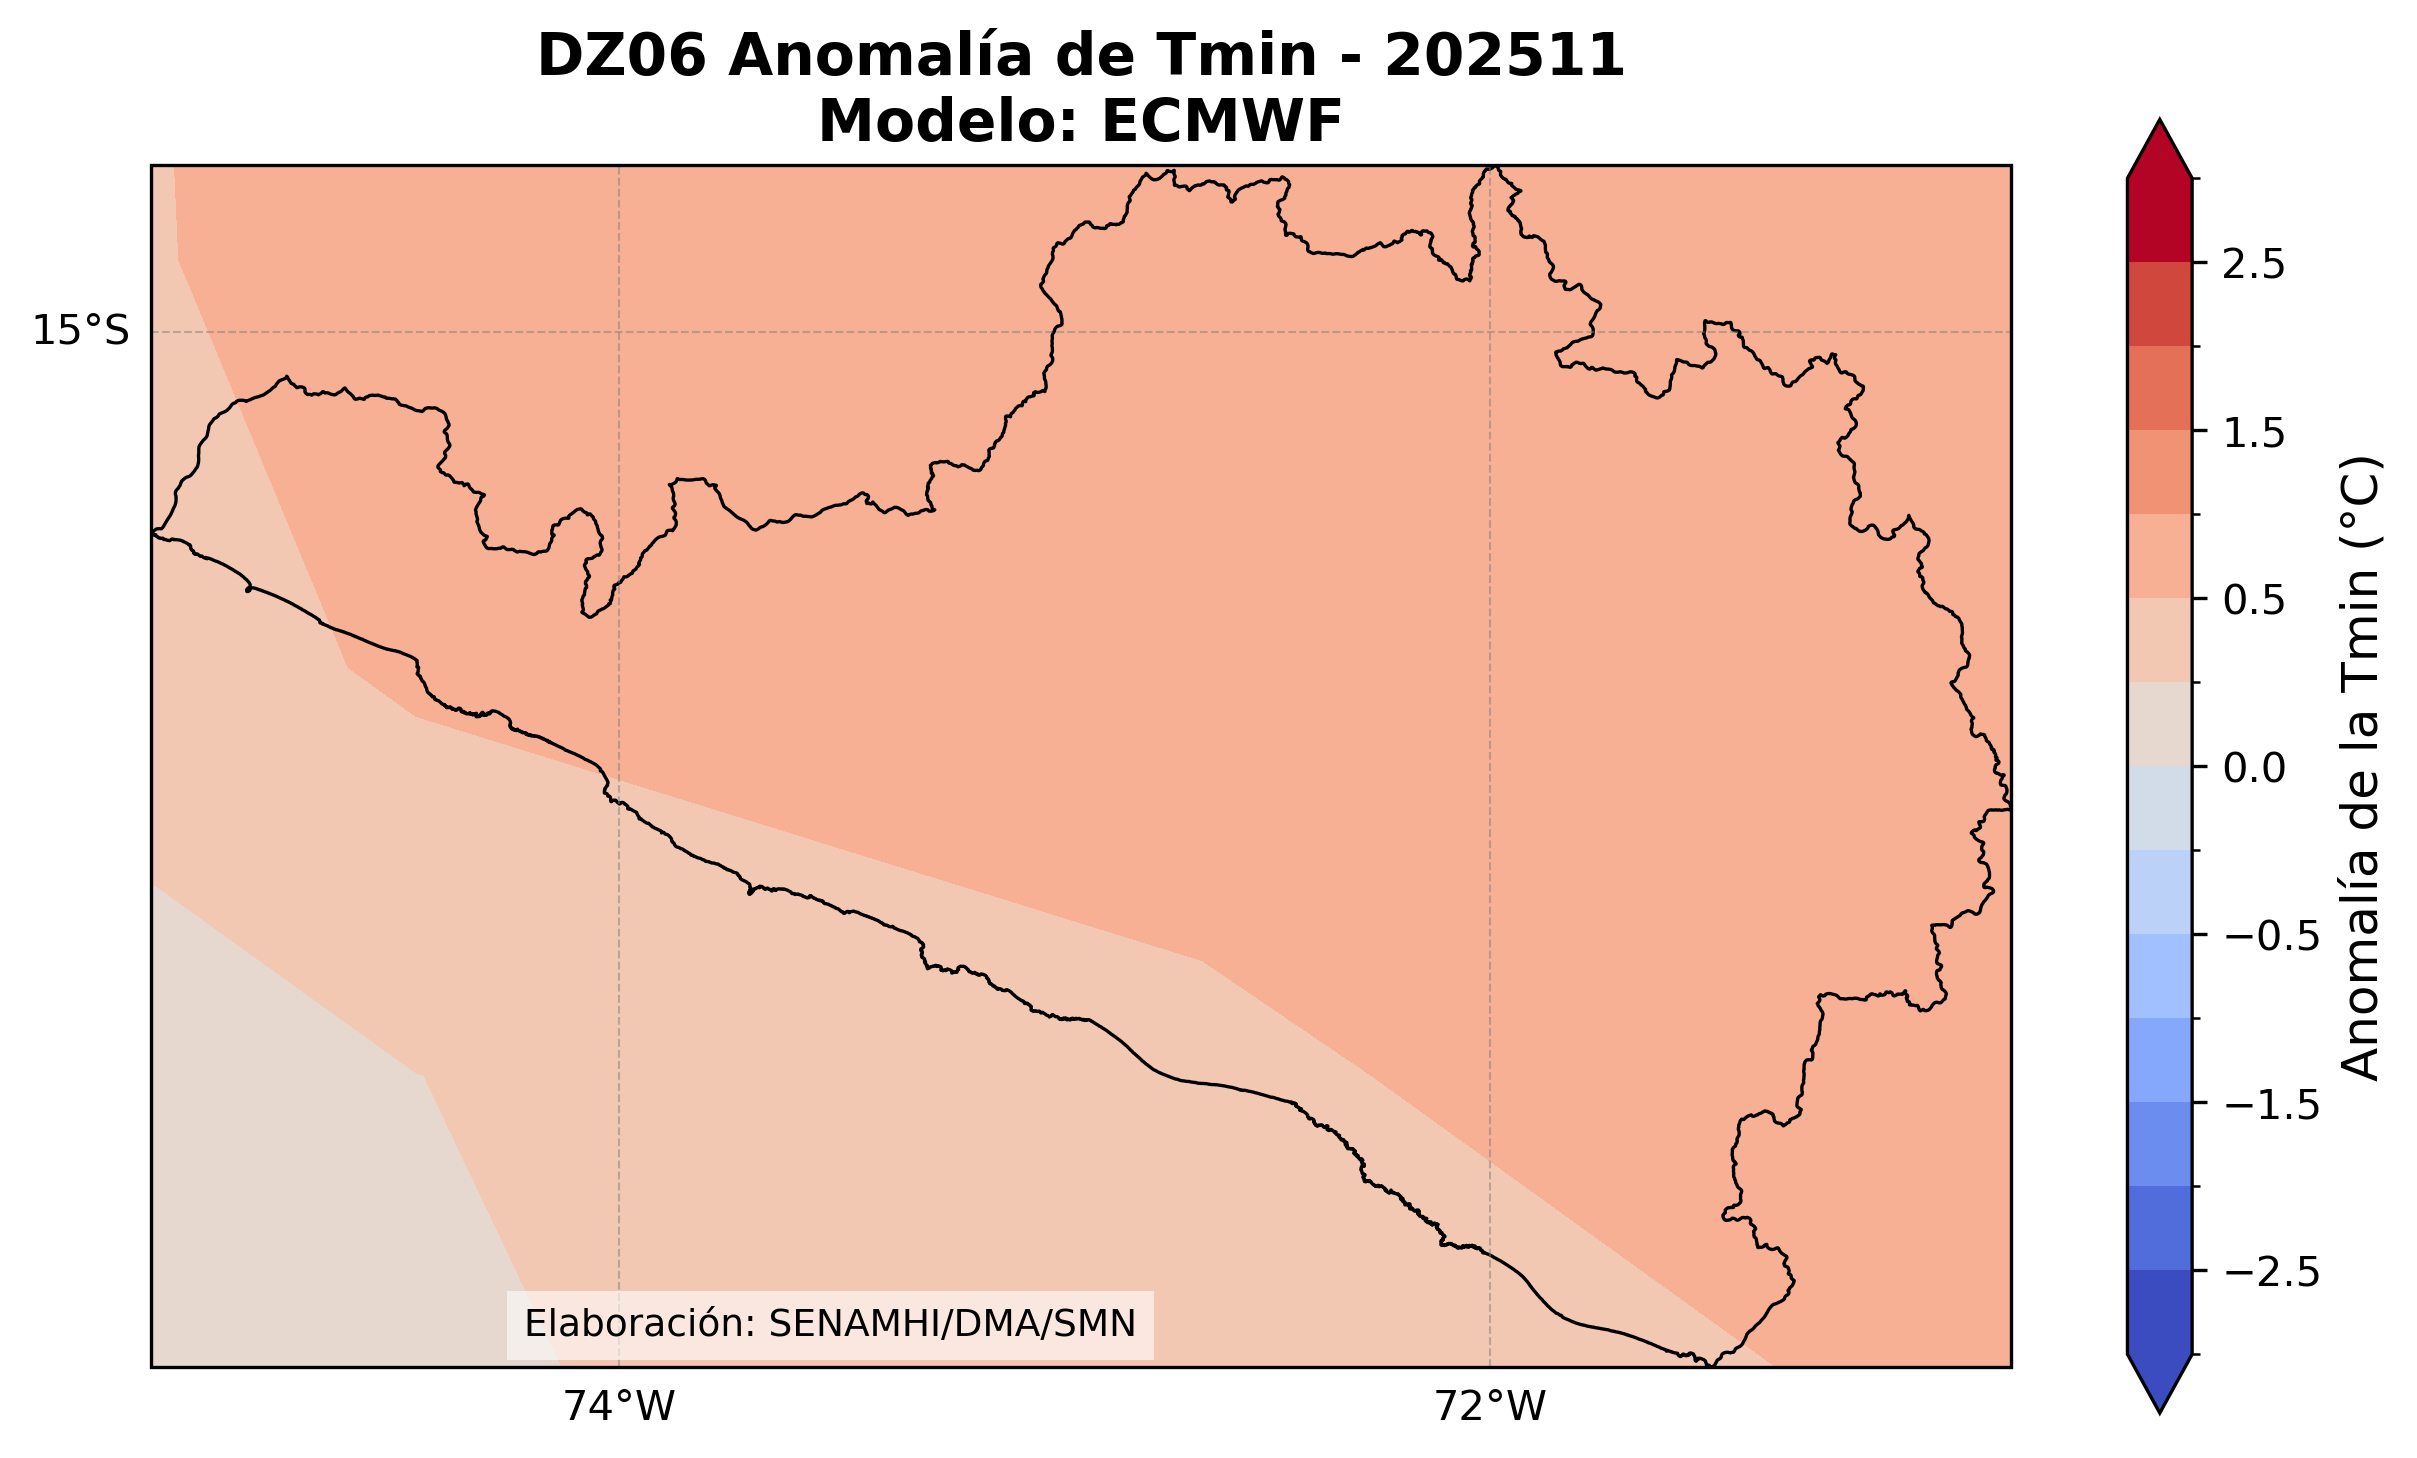 DZ06 Anomalía de Tmin - 202511
Modelo: ECMWF
15°S
74°W
72°W
Elaboración: SENAMHI/DMA/SMN
2.5
1.5
0.5
0.0
−0.5
−1.5
−2.5
Anomalía de la Tmin (°C)